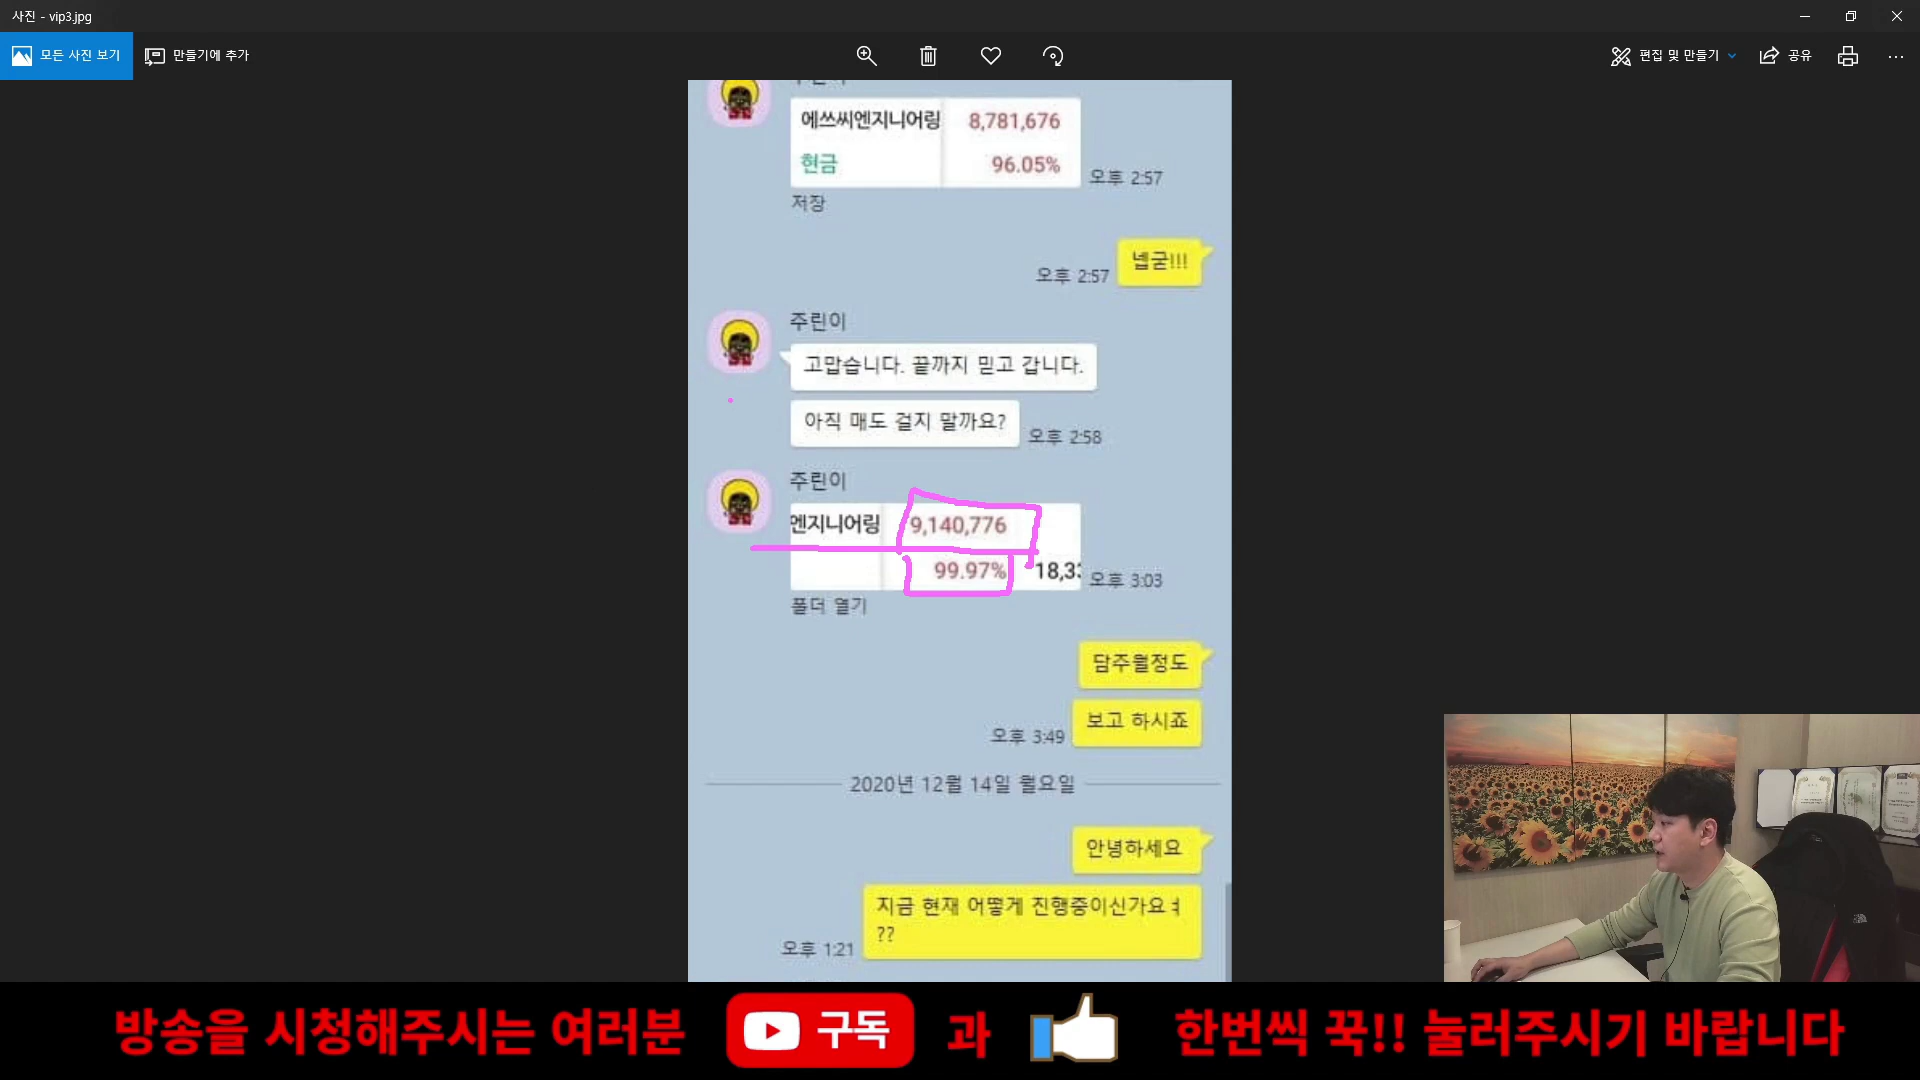 사진 - vip3.jpg
모든 사진 보기
만들기에 추가
편집 및 만들기
공유
에쓰씨엔지니어링 8,781,676
현금 96.05%
오후 2:57
저장
넵굳!!!
오후 2:57
주린이
고맙습니다. 끝까지 믿고 갑니다.
아직 매도 걸지 말까요?
오후 2:58
주린이
엔지니어링 9,140,776
99.97% 18,33
오후 3:03
폴더 열기
담주월정도
보고 하시죠
오후 3:49
2020년 12월 14일 월요일
안녕하세요
지금 현재 어떻게 진행중이신가요ㅕ
??
오후 1:21
방송을 시청해주시는 여러분 구독 과 한번씩 꾹!! 눌러주시기 바랍니다